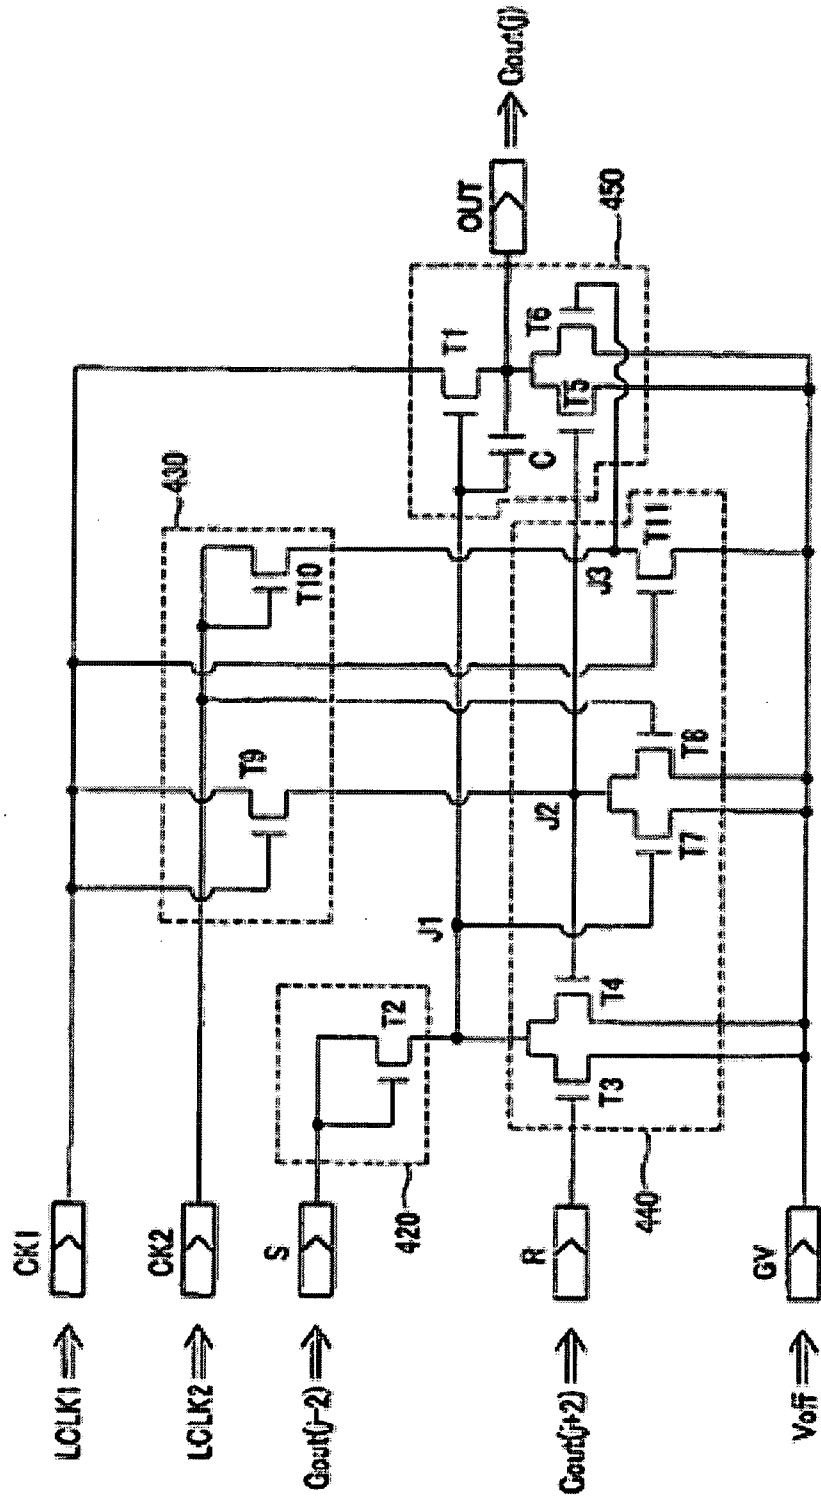 LCLK1
CK1
LCLK2
CK2
Gout(j-2)
S
Gout(j+2)
R
Voff
GV
420
T2
430
T9
T10
440
T3
T4
T7
T8
T11
J1
J2
J3
450
T1
C
T5
T6
OUT
Gout(j)